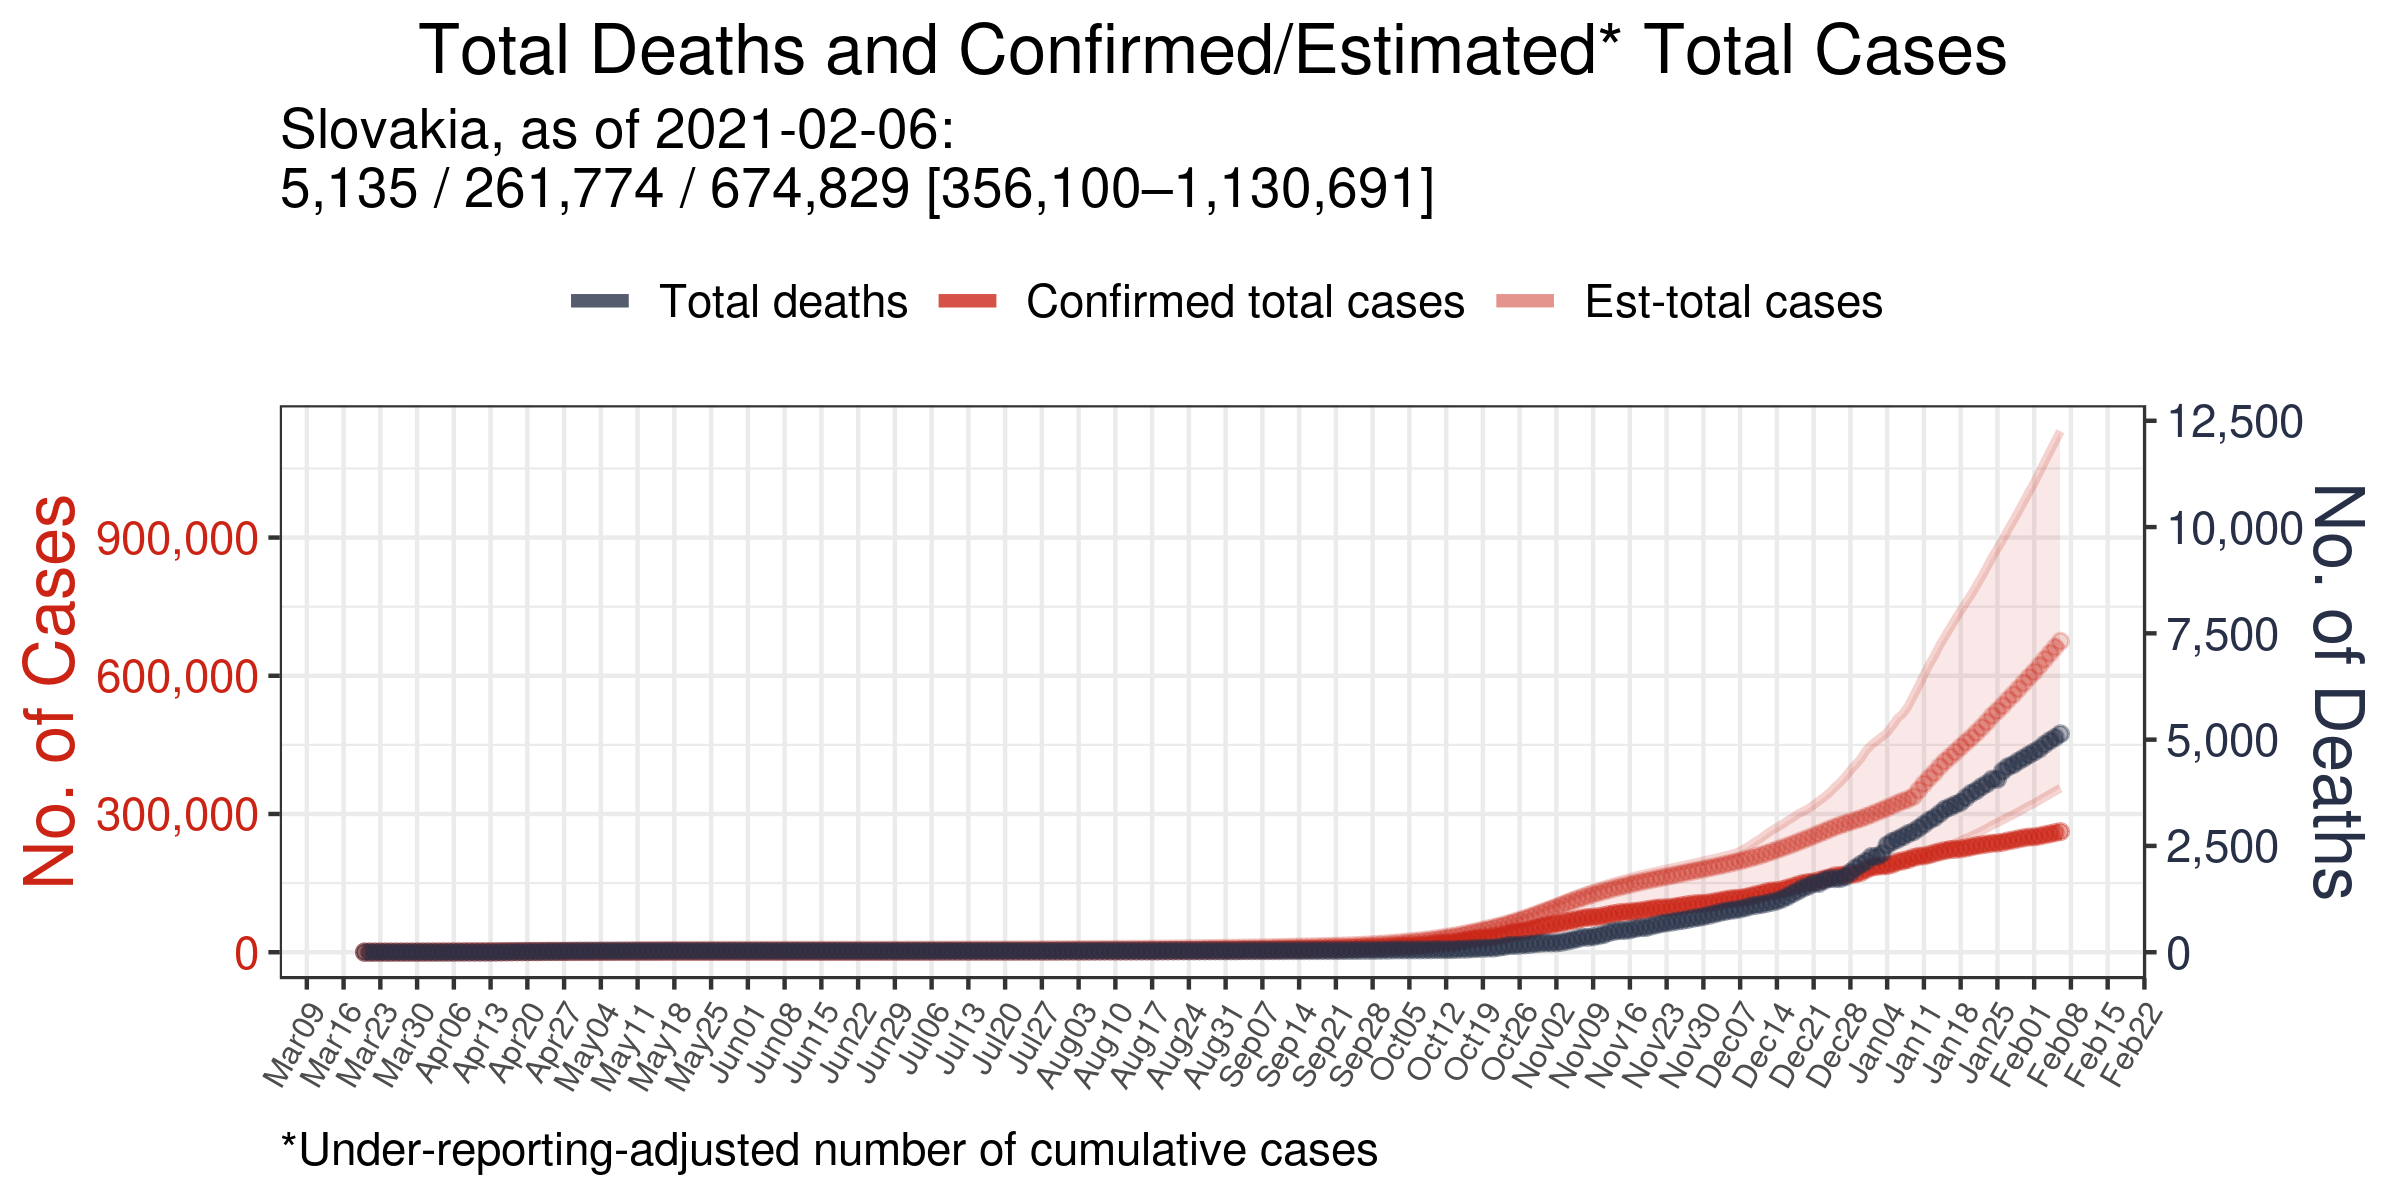 Total Deaths and Confirmed/Estimated* Total Cases
Slovakia, as of 2021-02-06:
5,135 / 261,774 / 674,829 [356,100–1,130,691]
Total deaths
Confirmed total cases
Est-total cases
No. of Cases
900,000
600,000
300,000
0
12,500
10,000
7,500
5,000
2,500
0
No. of Deaths
Mar09
Mar16
Mar23
Mar30
Apr06
Apr13
Apr20
Apr27
May04
May11
May18
May25
Jun01
Jun08
Jun15
Jun22
Jun29
Jul06
Jul13
Jul20
Jul27
Aug03
Aug10
Aug17
Aug24
Aug31
Sep07
Sep14
Sep21
Sep28
Oct05
Oct12
Oct19
Oct26
Nov02
Nov09
Nov16
Nov23
Nov30
Dec07
Dec14
Dec21
Dec28
Jan04
Jan11
Jan18
Jan25
Feb01
Feb08
Feb15
Feb22
*Under-reporting-adjusted number of cumulative cases